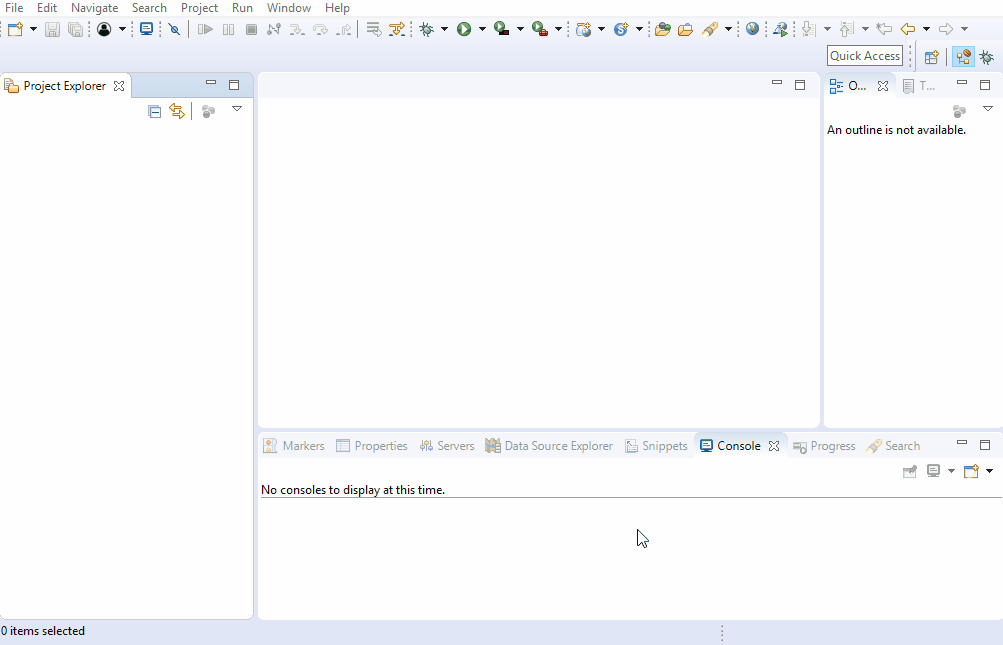 File Edit Navigate Search Project Run Window Help
Quick Access
Project Explorer
O...
T...
An outline is not available.
Markers Properties Servers Data Source Explorer Snippets Console Progress Search
No consoles to display at this time.
0 items selected